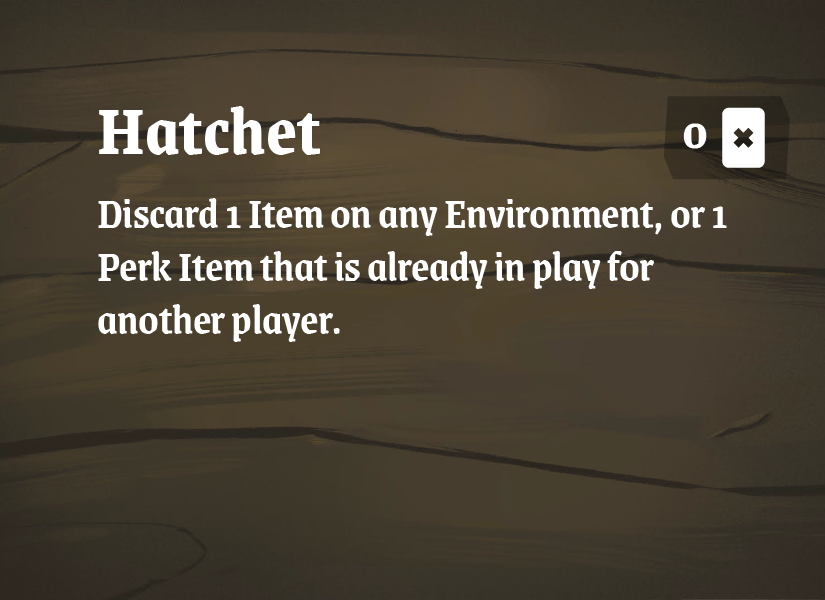 Hatchet
0 ✖
Discard 1 Item on any Environment, or 1
Perk Item that is already in play for
another player.